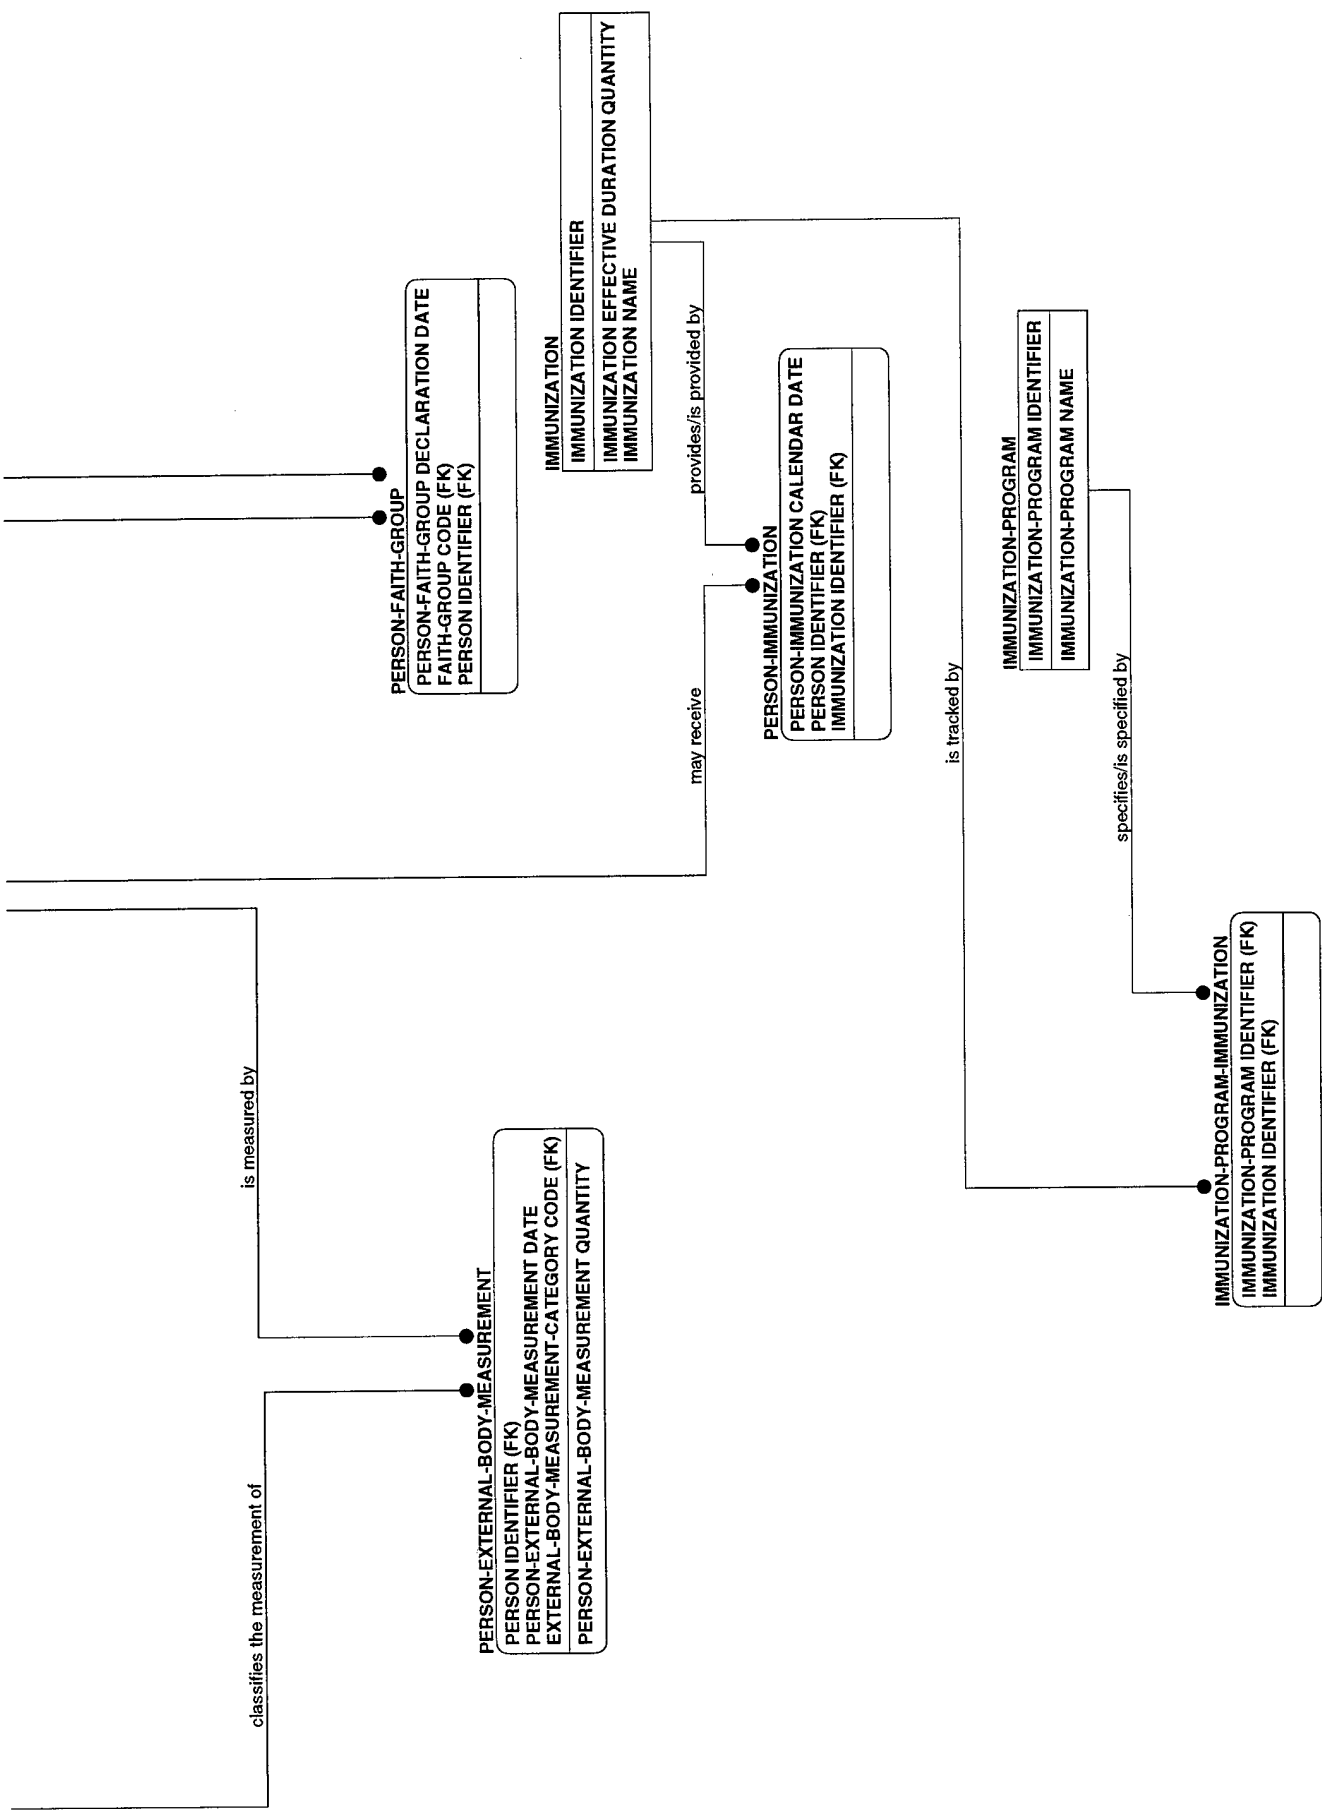 classifies the measurement of
is measured by
PERSON-EXTERNAL-BODY-MEASUREMENT
PERSON IDENTIFIER (FK)
PERSON-EXTERNAL-BODY-MEASUREMENT DATE
EXTERNAL-BODY-MEASUREMENT-CATEGORY CODE (FK)
PERSON-EXTERNAL-BODY-MEASUREMENT QUANTITY
PERSON-FAITH-GROUP
PERSON-FAITH-GROUP DECLARATION DATE
FAITH-GROUP CODE (FK)
PERSON IDENTIFIER (FK)
IMMUNIZATION
IMMUNIZATION IDENTIFIER
IMMUNIZATION EFFECTIVE DURATION QUANTITY
IMMUNIZATION NAME
may receive
provides/is provided by
PERSON-IMMUNIZATION
PERSON-IMMUNIZATION CALENDAR DATE
PERSON IDENTIFIER (FK)
IMMUNIZATION IDENTIFIER (FK)
is tracked by
IMMUNIZATION-PROGRAM
IMMUNIZATION-PROGRAM IDENTIFIER
IMMUNIZATION-PROGRAM NAME
specifies/is specified by
IMMUNIZATION-PROGRAM-IMMUNIZATION
IMMUNIZATION-PROGRAM IDENTIFIER (FK)
IMMUNIZATION IDENTIFIER (FK)